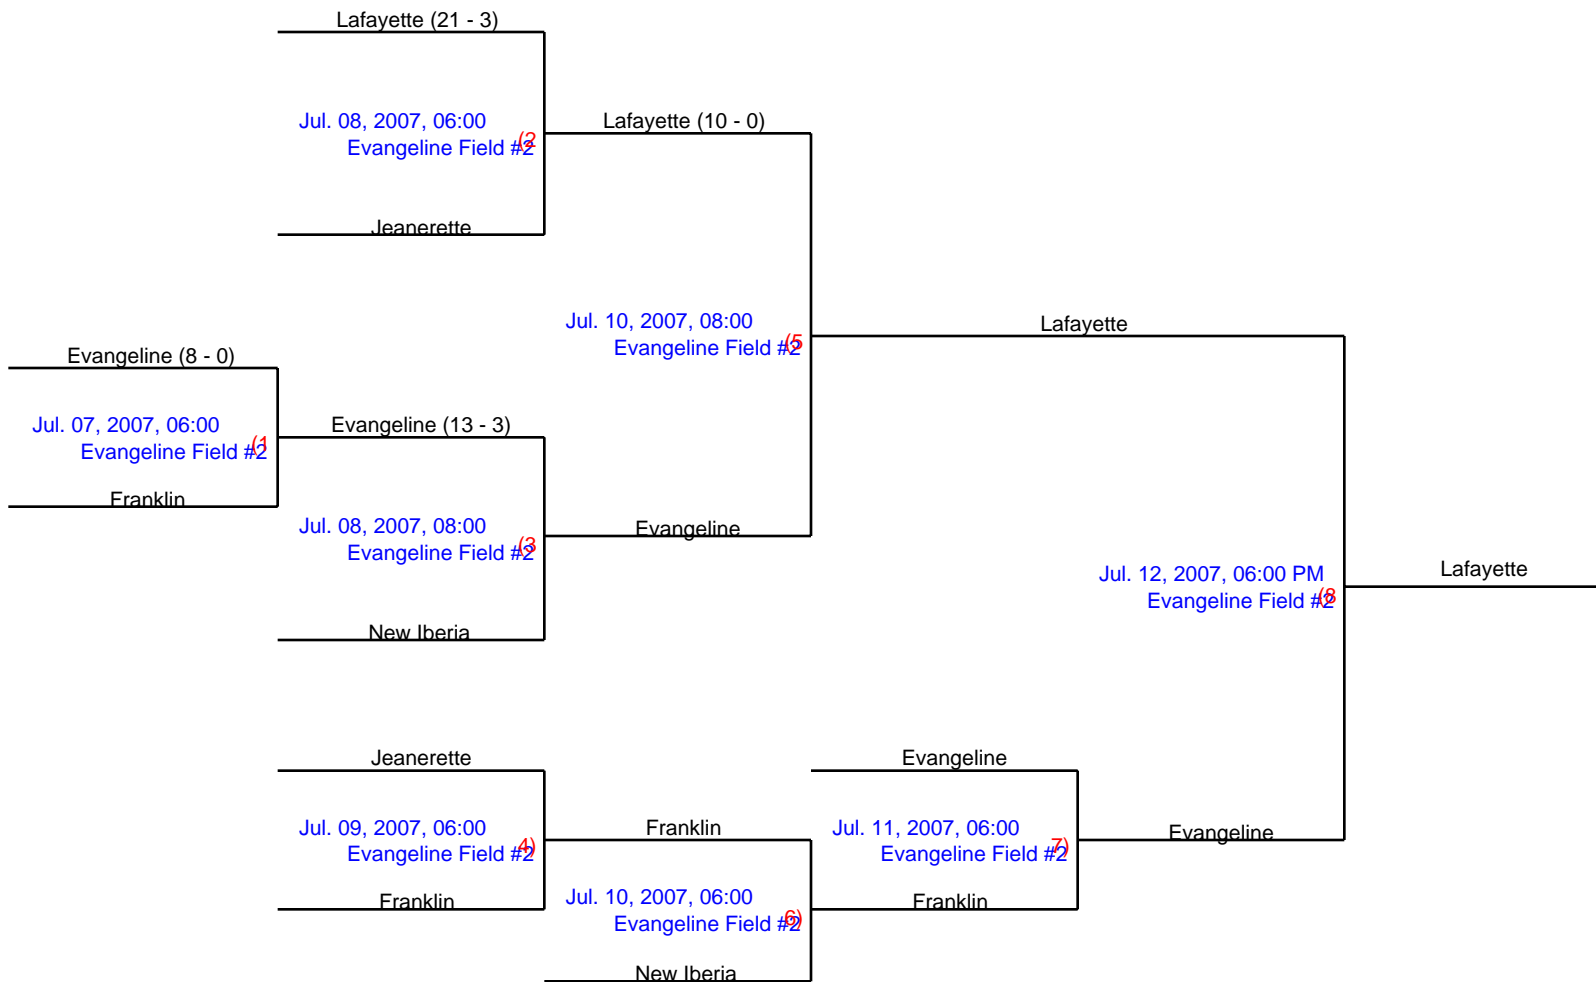 Lafayette (21 - 3)
Jul. 08, 2007, 06:00
Evangeline Field #2
(2
Jeanerette
Lafayette (10 - 0)
Jul. 10, 2007, 08:00
Evangeline Field #2
(5
Lafayette
Evangeline (8 - 0)
Jul. 07, 2007, 06:00
Evangeline Field #2
(1
Franklin
Evangeline (13 - 3)
Jul. 08, 2007, 08:00
Evangeline Field #2
(3
Evangeline
New Iberia
Jul. 12, 2007, 06:00 PM
Evangeline Field #2
(8
Lafayette
Jeanerette
Jul. 09, 2007, 06:00
Evangeline Field #2
4)
Franklin
Franklin
Jul. 10, 2007, 06:00
Evangeline Field #2
6)
New Iberia
Evangeline
Jul. 11, 2007, 06:00
Evangeline Field #2
7)
Franklin
Evangeline